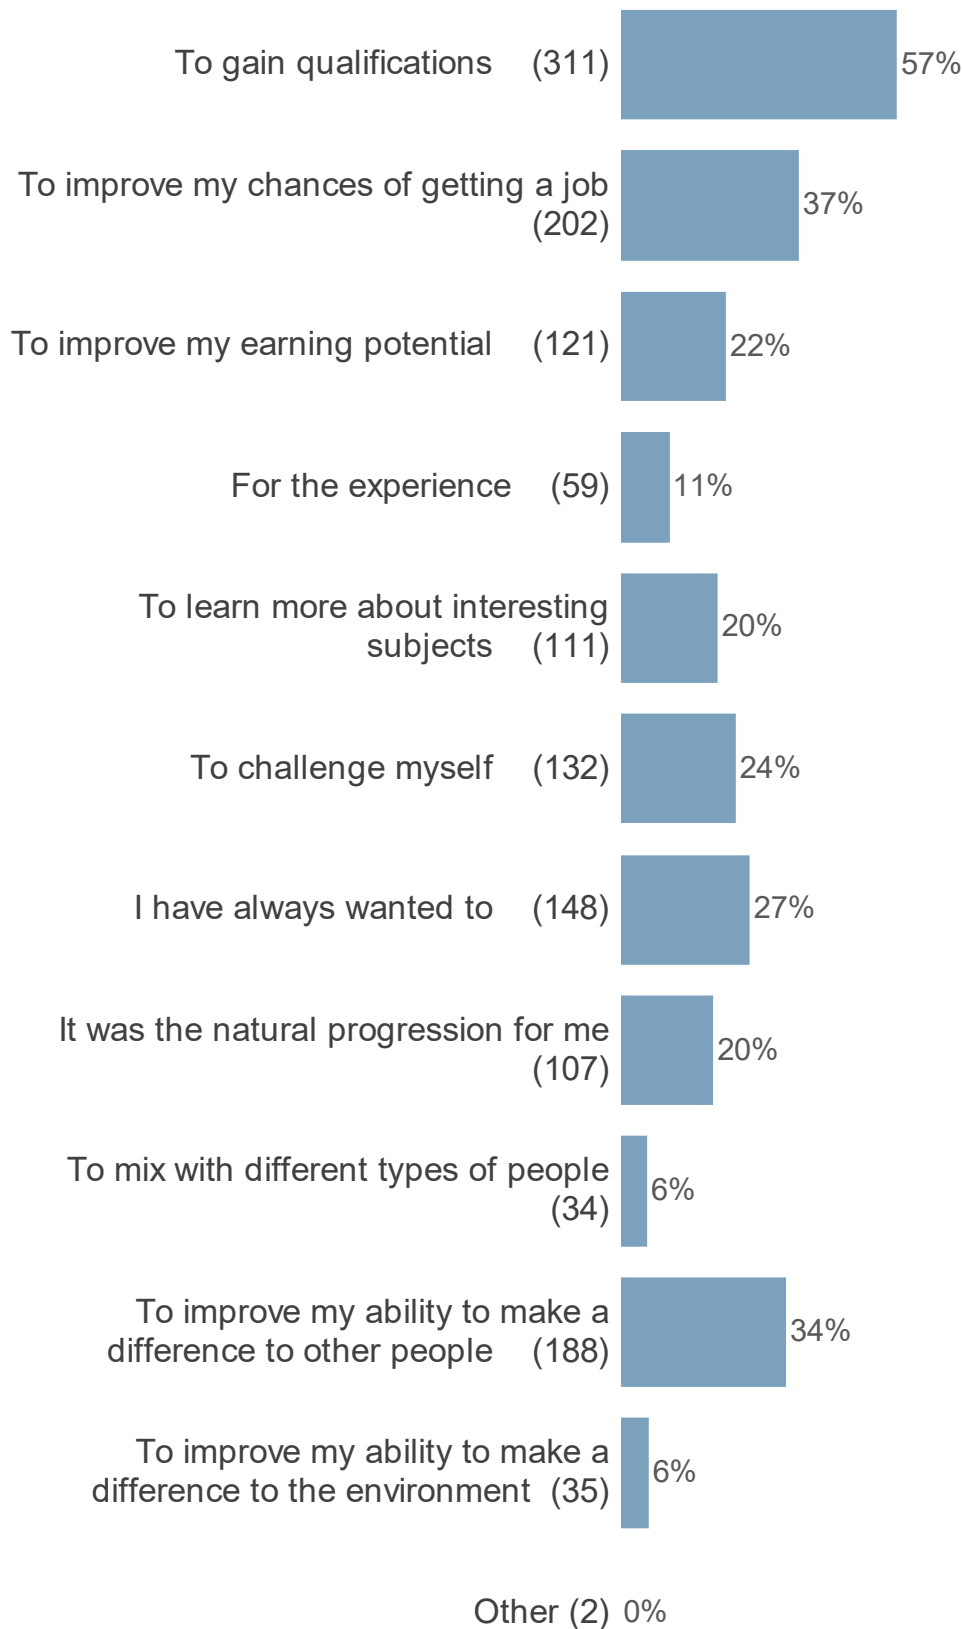 To gain qualifications (311) 57%
To improve my chances of getting a job
(202) 37%
To improve my earning potential (121) 22%
For the experience (59) 11%
To learn more about interesting
subjects (111) 20%
To challenge myself (132) 24%
I have always wanted to (148) 27%
It was the natural progression for me
(107) 20%
To mix with different types of people
(34) 6%
To improve my ability to make a
difference to other people (188) 34%
To improve my ability to make a
difference to the environment (35) 6%
Other (2) 0%